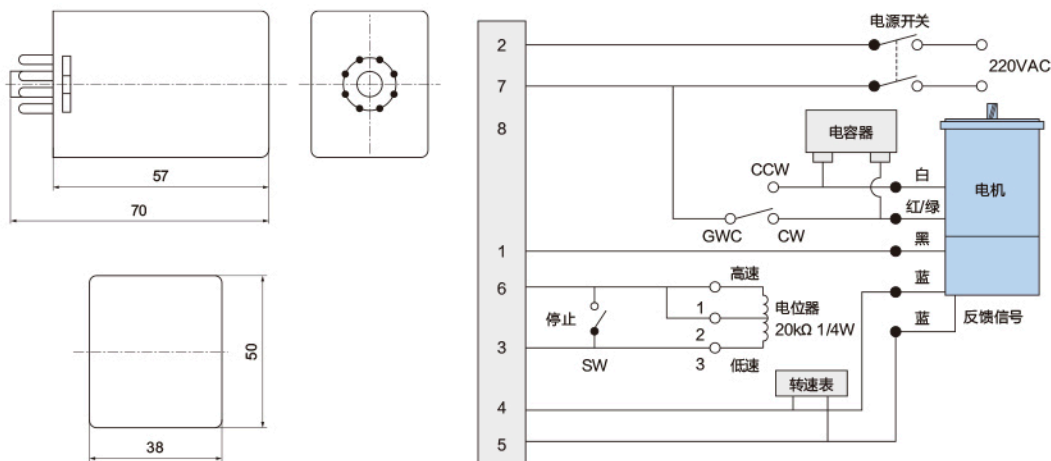 57
70
50
38
2
电源开关
220VAC
7
8
电容器
CCW
白
电机
红/绿
GWC
CW
黑
1
蓝
6
高速
1
电位器
停止
20kΩ 1/4W
2
蓝
反馈信号
3
SW
3
低速
转速表
4
5